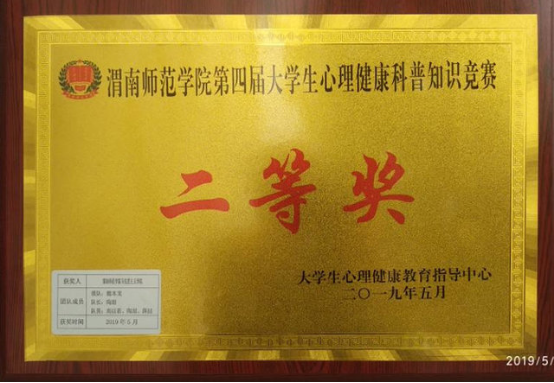 渭南师范学院第四届大学生心理健康科普知识竞赛
二等奖
大学生心理健康教育指导中心
二〇一九年五月
获奖人
团队成员
获奖时间 2019年5月
2019/5/